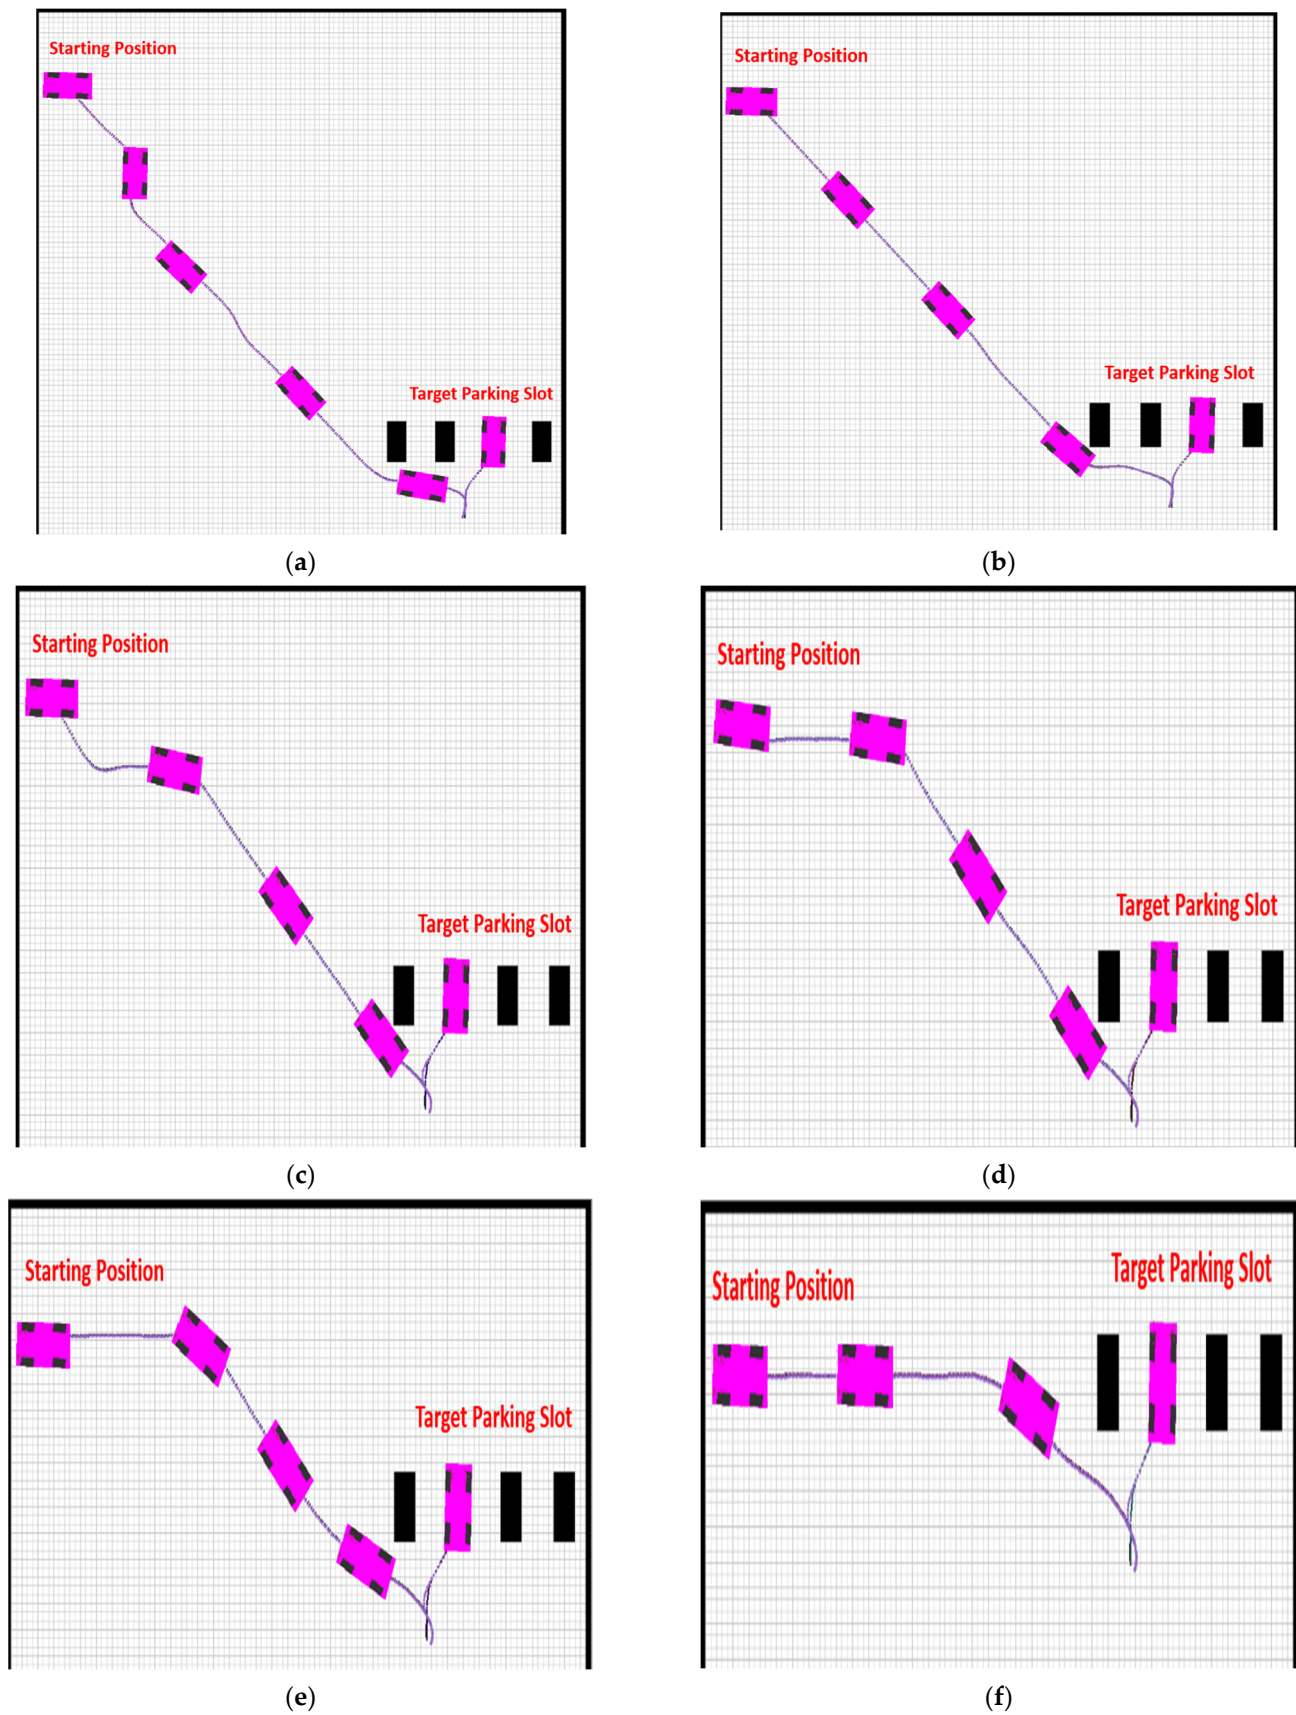 Starting Position
Target Parking Slot
(a)
Starting Position
Target Parking Slot
(b)
Starting Position
Target Parking Slot
(c)
Starting Position
Target Parking Slot
(d)
Starting Position
Target Parking Slot
(e)
Starting Position
Target Parking Slot
(f)